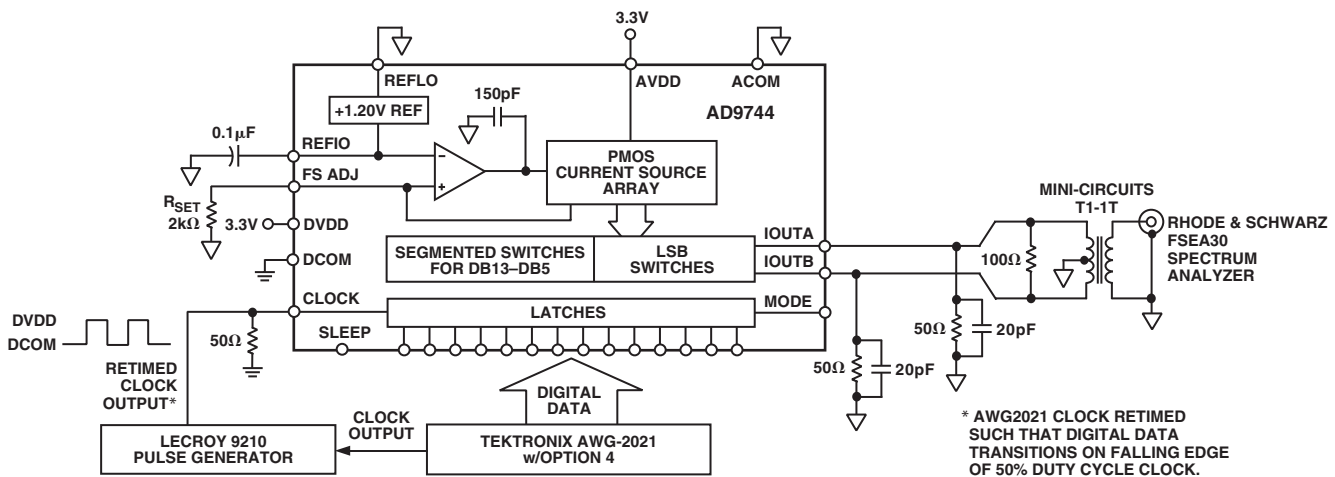 3.3V
REFLO
AVDD
ACOM
150pF
AD9744
+1.20V REF
0.1µF
REFIO
PMOS
CURRENT SOURCE
ARRAY
FS ADJ
RSET
2kΩ
3.3V
DVDD
DCOM
SEGMENTED SWITCHES
FOR DB13–DB5
LSB
SWITCHES
IOUTA
IOUTB
MINI-CIRCUITS
T1-1T
100Ω
RHODE & SCHWARZ
FSEA30
SPECTRUM
ANALYZER
CLOCK
LATCHES
MODE
DVDD
DCOM
50Ω
SLEEP
50Ω
20pF
50Ω
20pF
RETIMED
CLOCK
OUTPUT*
DIGITAL
DATA
CLOCK
OUTPUT
LECROY 9210
PULSE GENERATOR
TEKTRONIX AWG-2021
w/OPTION 4
* AWG2021 CLOCK RETIMED
SUCH THAT DIGITAL DATA
TRANSITIONS ON FALLING EDGE
OF 50% DUTY CYCLE CLOCK.